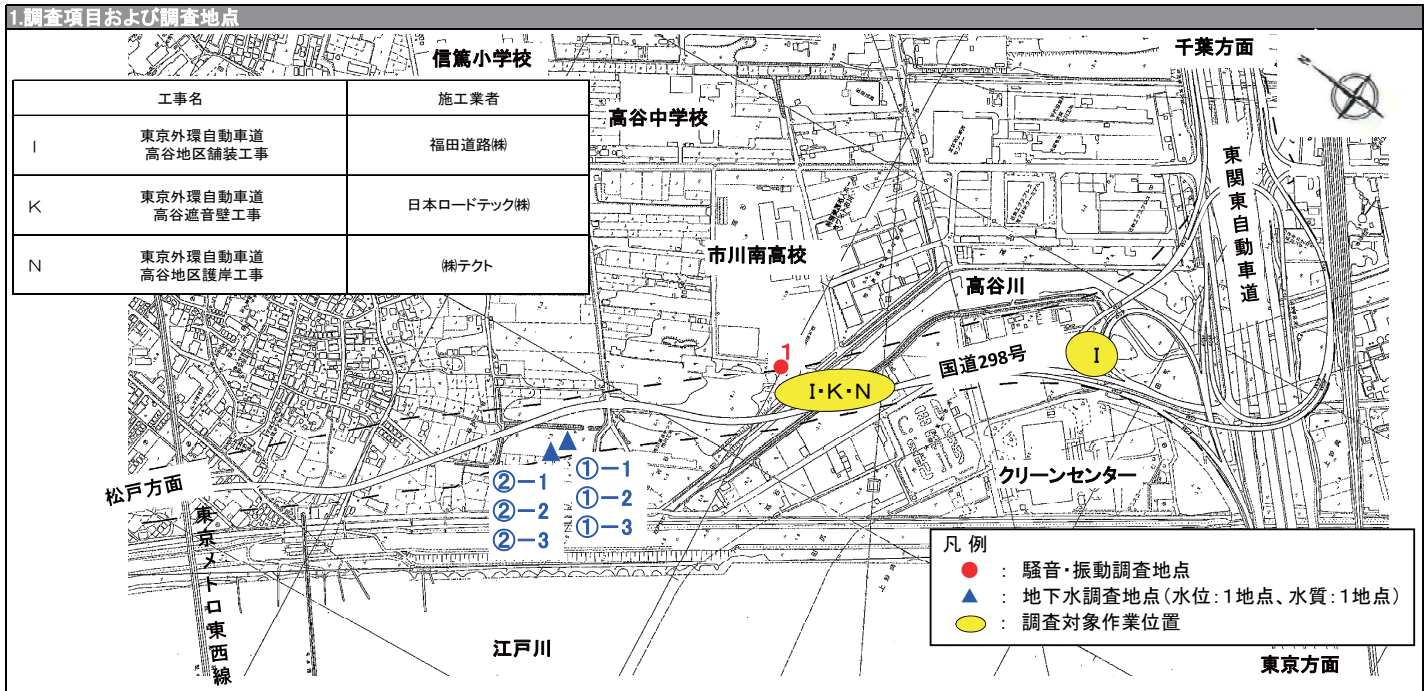 1.調査項目および調査地点
信篤小学校
千葉方面
工事名 施工業者
I 東京外環自動車道
高谷地区舗装工事 福田道路㈱
K 東京外環自動車道
高谷遮音壁工事 日本ロードテック㈱
N 東京外環自動車道
高谷地区護岸工事 ㈱テクト
高谷中学校
東関東自動車道
市川南高校
高谷川
1
I・K・N
国道298号
I
松戸方面
東京メトロ東西線
②-1
②-2
②-3
①-1
①-2
①-3
クリーンセンター
江戸川
凡 例
: 騒音・振動調査地点
: 地下水調査地点(水位:1地点、水質:1地点)
: 調査対象作業位置
東京方面